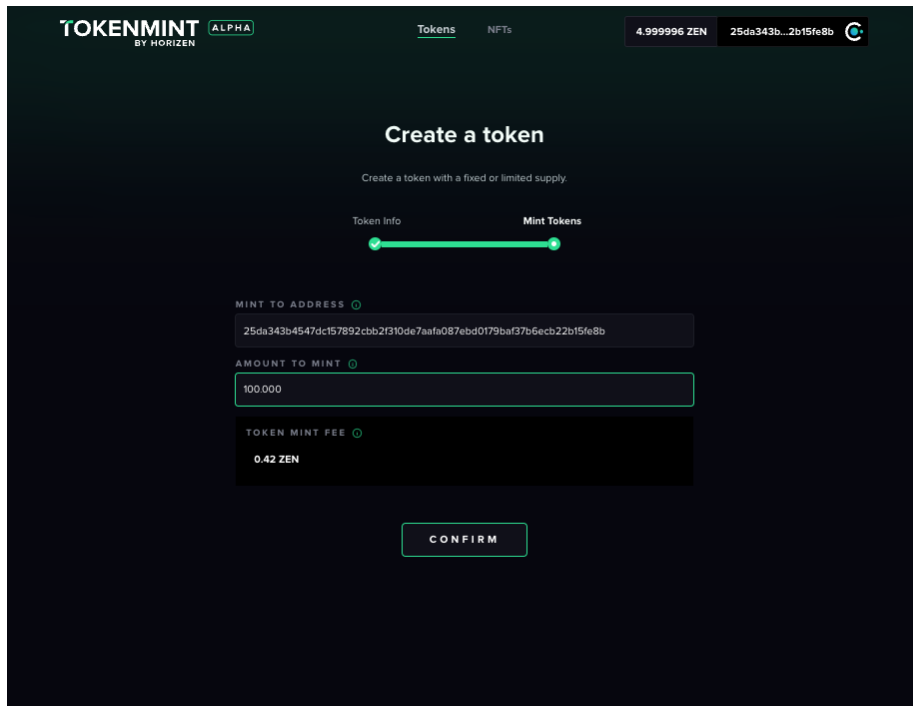 TOKENMINT ALPHA
BY HORIZEN
Tokens NFTs
4.999996 ZEN 25da343b...2b15fe8b
Create a token
Create a token with a fixed or limited supply.
Token Info Mint Tokens
MINT TO ADDRESS
25da343b4547dc157892cbb2f310de7aafa087ebd0179baf37b6ecb22b15fe8b
AMOUNT TO MINT
100.000
TOKEN MINT FEE
0.42 ZEN
CONFIRM